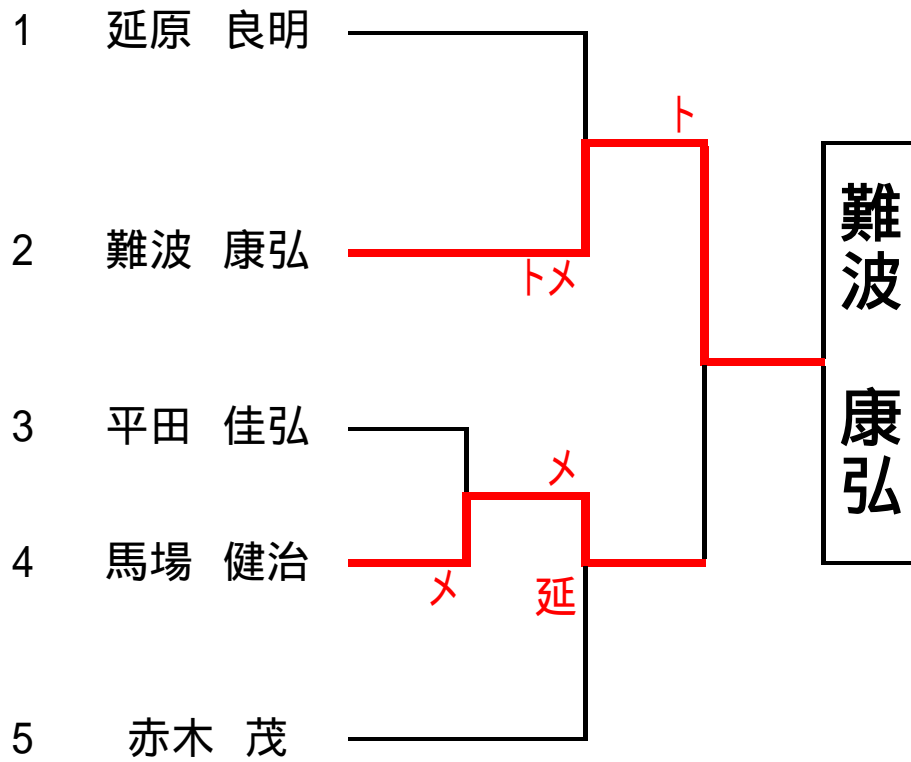 1 延原 良明
ト
2 難波 康弘
トメ
難波 康弘
3 平田 佳弘
メ
4 馬場 健治
メ
延
5 赤木 茂